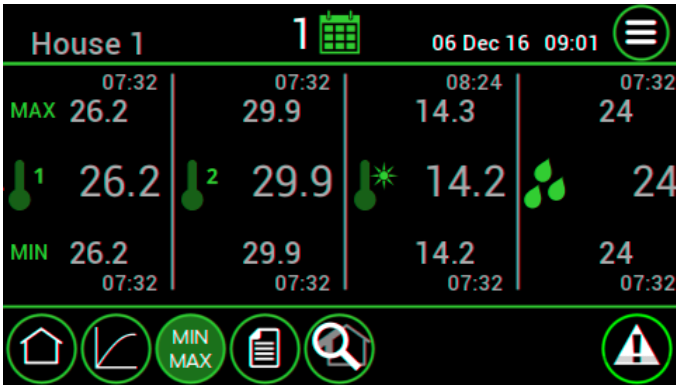 House 1 1 06 Dec 16 09:01
07:32 07:32 08:24 07:32
MAX 26.2 29.9 14.3 24
1 26.2 2 29.9 14.2 24
MIN 26.2 29.9 14.2 24
07:32 07:32 07:32 07:32
MIN
MAX